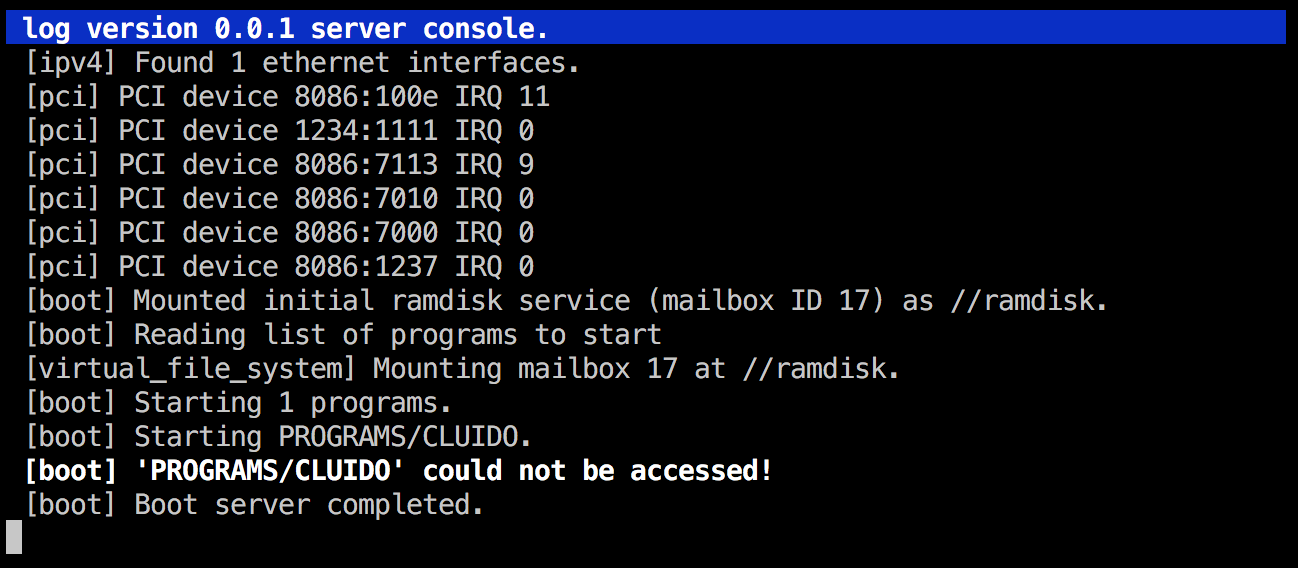 log version 0.0.1 server console.
[ipv4] Found 1 ethernet interfaces.
[pci] PCI device 8086:100e IRQ 11
[pci] PCI device 1234:1111 IRQ 0
[pci] PCI device 8086:7113 IRQ 9
[pci] PCI device 8086:7010 IRQ 0
[pci] PCI device 8086:7000 IRQ 0
[pci] PCI device 8086:1237 IRQ 0
[boot] Mounted initial ramdisk service (mailbox ID 17) as //ramdisk.
[boot] Reading list of programs to start
[virtual_file_system] Mounting mailbox 17 at //ramdisk.
[boot] Starting 1 programs.
[boot] Starting PROGRAMS/CLUIDO.
[boot] 'PROGRAMS/CLUIDO' could not be accessed!
[boot] Boot server completed.